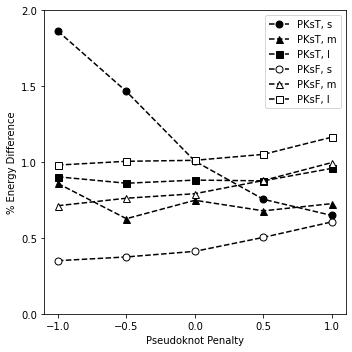 2.0
1.5
1.0
0.5
0.0
% Energy Difference
PKsT, s
PKsT, m
PKsT, l
PKsF, s
PKsF, m
PKsF, l
−1.0 −0.5 0.0 0.5 1.0
Pseudoknot Penalty